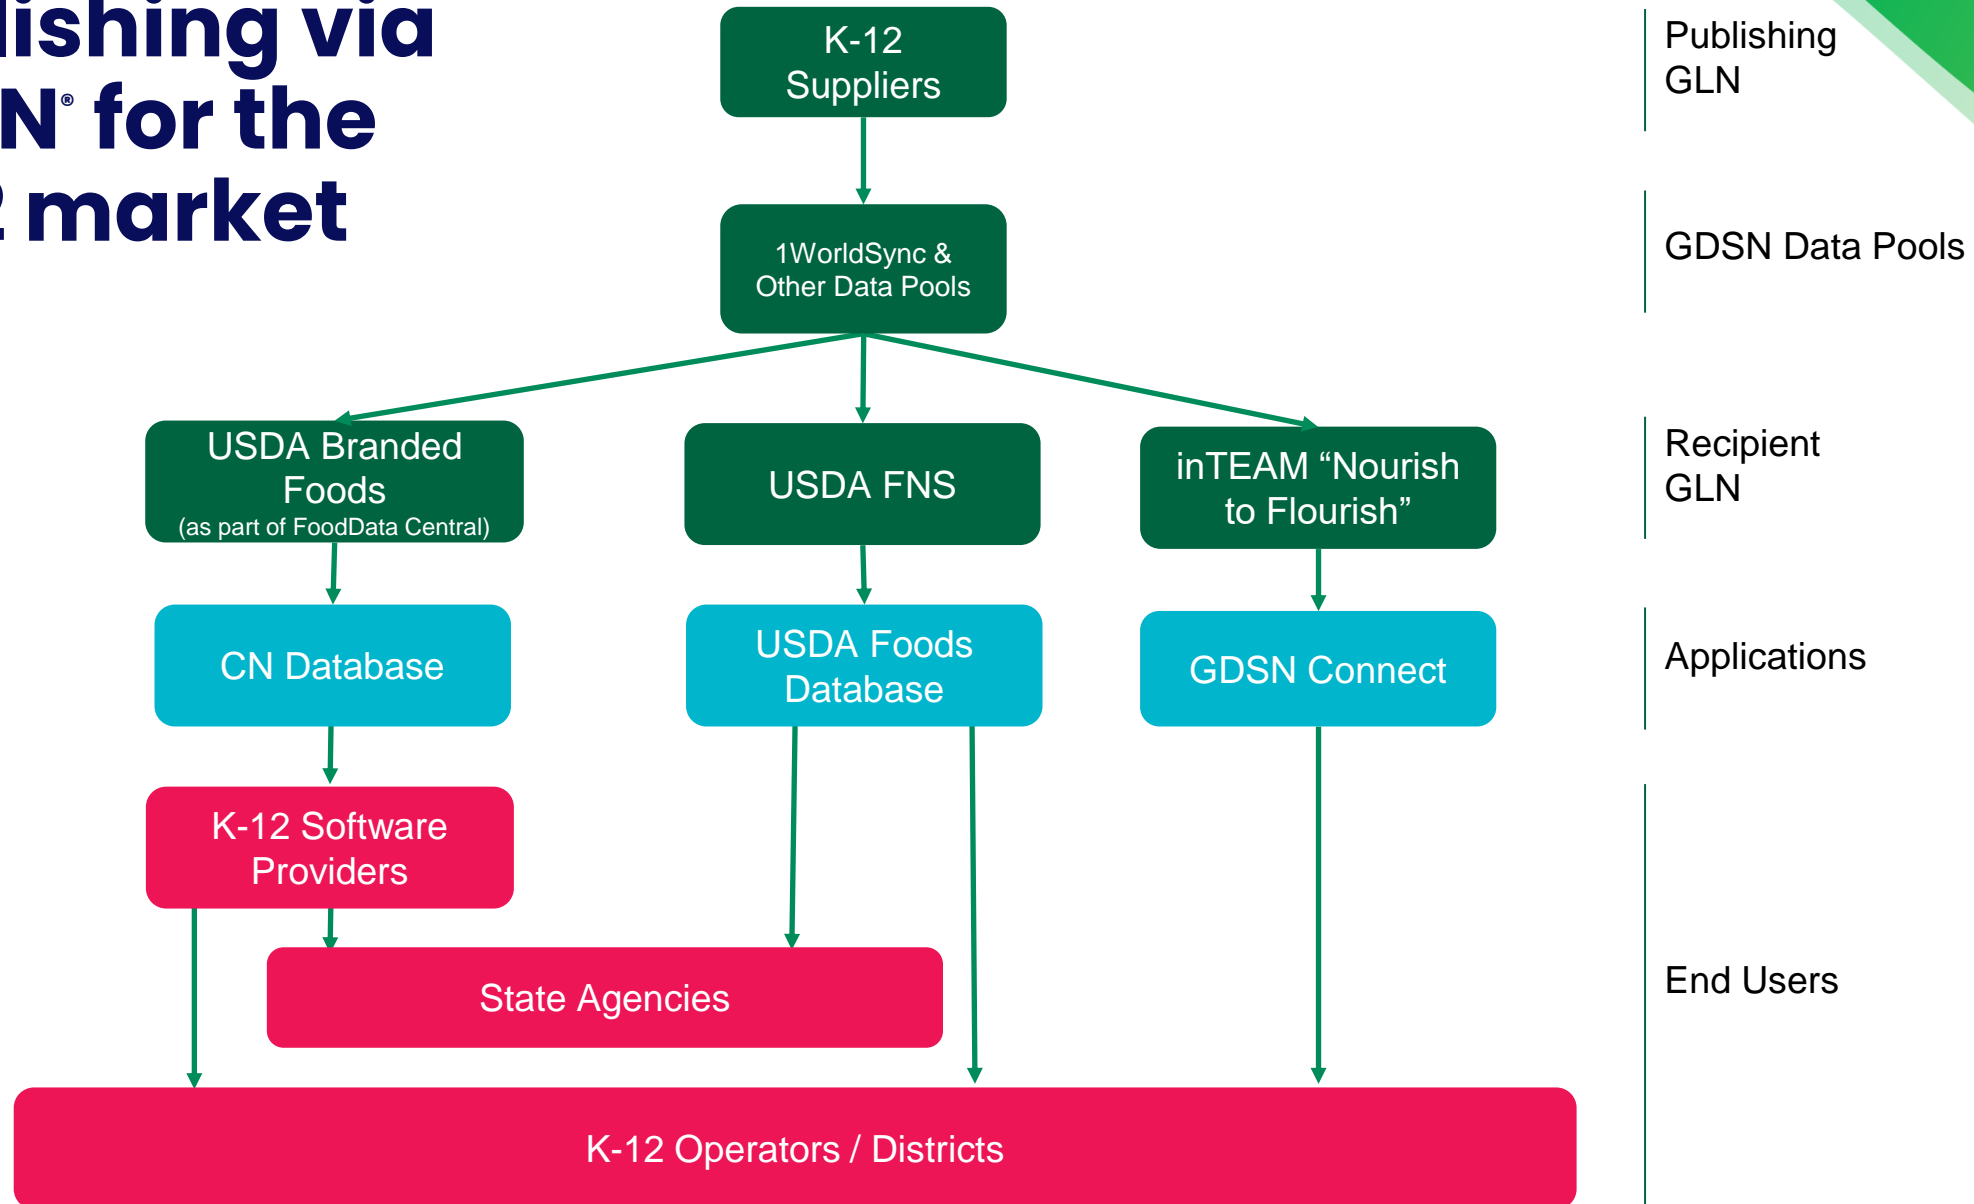 lishing via
N® for the
2 market
K-12
Suppliers
Publishing
GLN
1WorldSync &
Other Data Pools
GDSN Data Pools
USDA Branded
Foods
(as part of FoodData Central)
USDA FNS
inTEAM “Nourish
to Flourish”
Recipient
GLN
CN Database
USDA Foods
Database
GDSN Connect
Applications
K-12 Software
Providers
State Agencies
End Users
K-12 Operators / Districts